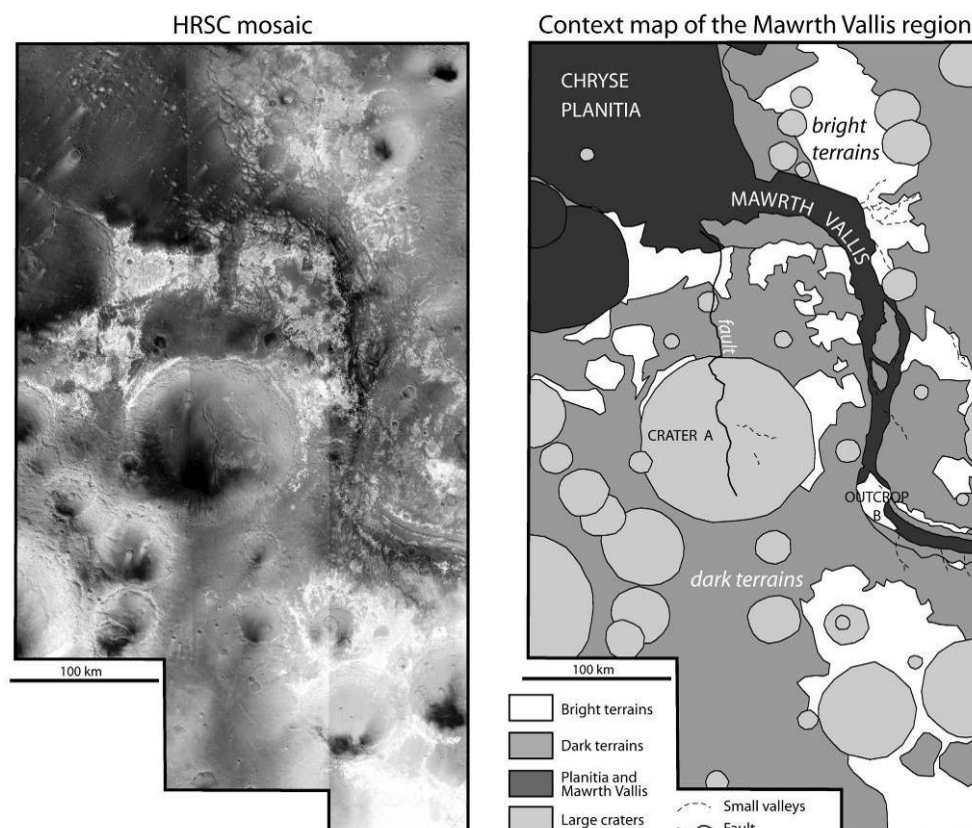 HRSC mosaic
Context map of the Mawrth Vallis region
CHRYSE
PLANITIA
bright
terrains
MAWRTH VALLIS
fault
CRATER A
OUTCROP
B
dark terrains
100 km
100 km
Bright terrains
Dark terrains
Planitia and
Mawrth Vallis
Large craters
Small valleys
Fault